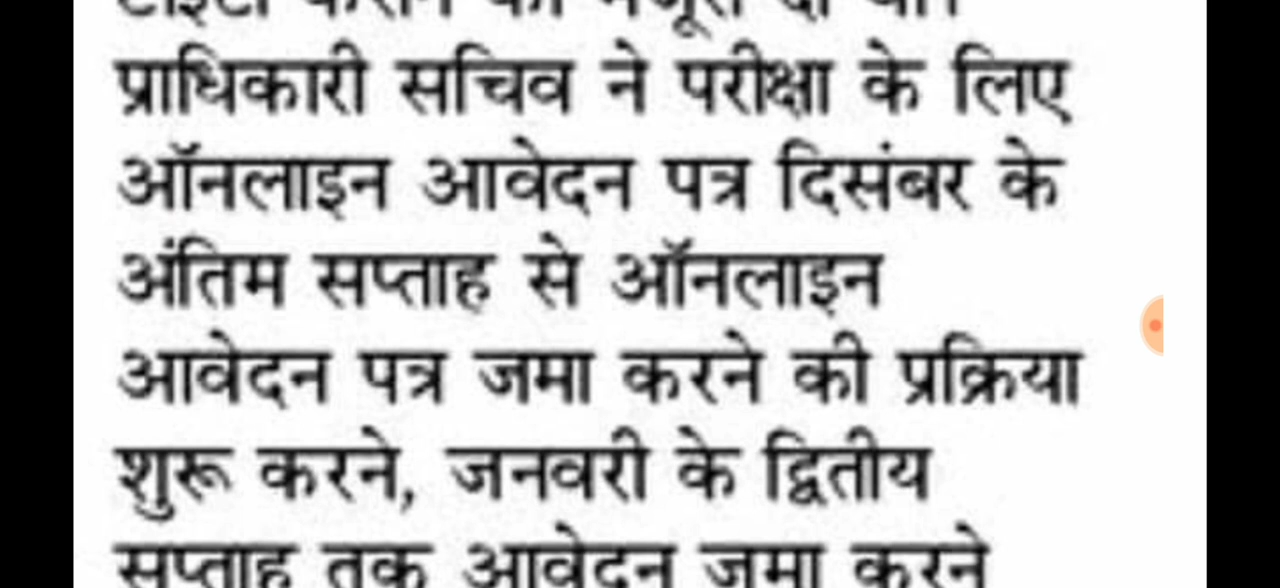 प्राधिकारी सचिव ने परीक्षा के लिए
ऑनलाइन आवेदन पत्र दिसंबर के
अंतिम सप्ताह से ऑनलाइन
आवेदन पत्र जमा करने की प्रक्रिया
शुरू करने, जनवरी के द्वितीय
सप्ताह तक आवेदन जमा करने